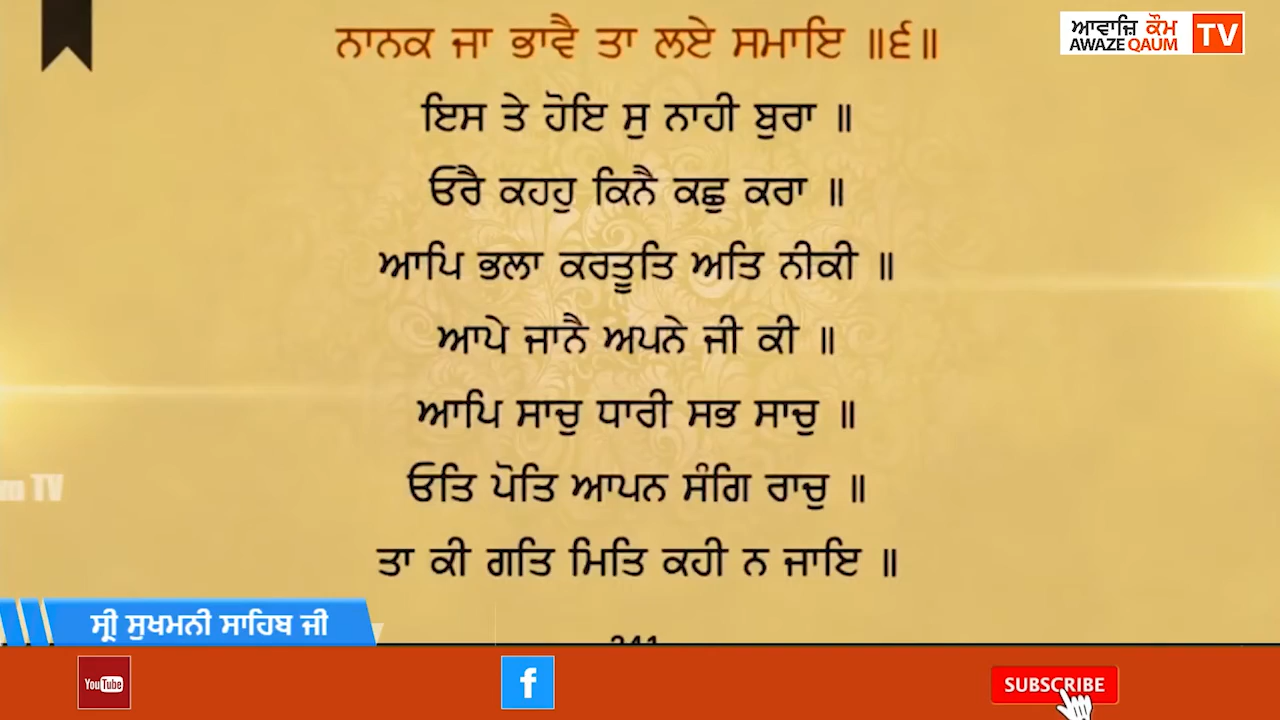 ਨਾਨਕ ਜਾ ਭਾਵੈ ਤਾ ਲਏ ਸਮਾਇ ॥੬॥
ਆਵਾਜ਼ਿ ਕੌਮ
AWAZE QAUM TV
ਇਸ ਤੇ ਹੋਇ ਸੁ ਨਾਹੀ ਬੁਰਾ ॥
ਓਰੈ ਕਹਹੁ ਕਿਨੈ ਕਛੁ ਕਰਾ ॥
ਆਪਿ ਭਲਾ ਕਰਤੂਤਿ ਅਤਿ ਨੀਕੀ ॥
ਆਪੇ ਜਾਨੈ ਅਪਨੇ ਜੀ ਕੀ ॥
ਆਪਿ ਸਾਚੁ ਧਾਰੀ ਸਭ ਸਾਚੁ ॥
ਓਤਿ ਪੋਤਿ ਆਪਨ ਸੰਗਿ ਰਾਚੁ ॥
m TV
ਤਾ ਕੀ ਗਤਿ ਮਿਤਿ ਕਹੀ ਨ ਜਾਇ ॥
ਸ੍ਰੀ ਸੁਖਮਨੀ ਸਾਹਿਬ ਜੀ
YouTube
f
SUBSCRIBE